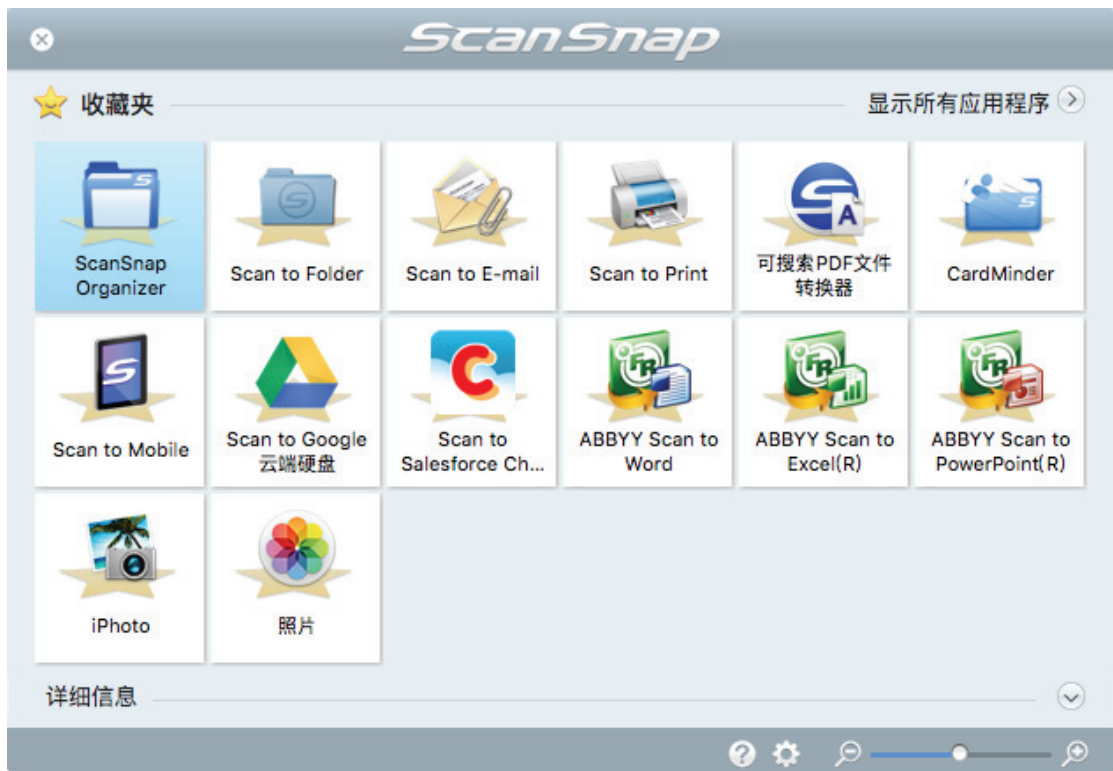 ScanSnap
收藏夹
显示所有应用程序
ScanSnap
Organizer
Scan to Folder
Scan to E-mail
Scan to Print
可搜索PDF文件
转换器
CardMinder
Scan to Mobile
Scan to Google
云端硬盘
Scan to
Salesforce Ch...
ABBYY Scan to
Word
ABBYY Scan to
Excel(R)
ABBYY Scan to
PowerPoint(R)
iPhoto
照片
详细信息